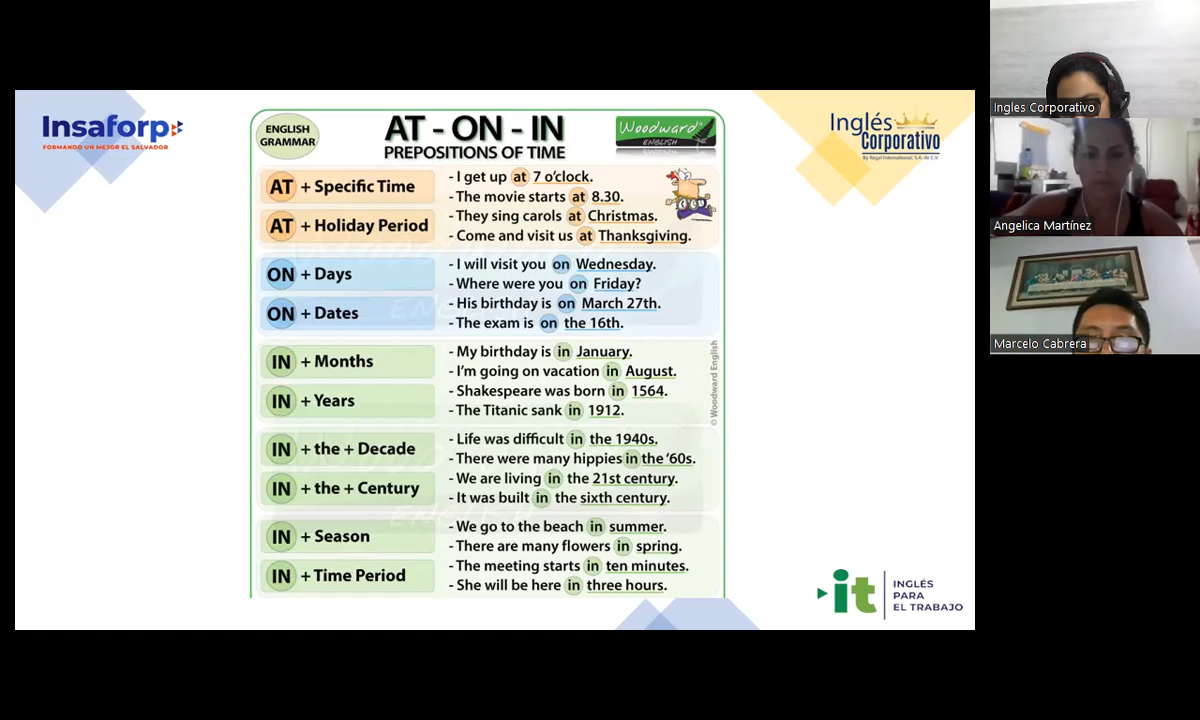 Insaforp
FORMANDO UN MEJOR EL SALVADOR
ENGLISH
GRAMMAR
AT - ON - IN
PREPOSITIONS OF TIME
Woodward®
ENGLISH
Inglés
Corporativo
By Regal International, S.A. de C.V.
AT + Specific Time
- I get up at 7 o'clock.
- The movie starts at 8.30.
AT + Holiday Period
- They sing carols at Christmas.
- Come and visit us at Thanksgiving.
ON + Days
- I will visit you on Wednesday.
- Where were you on Friday?
ON + Dates
- His birthday is on March 27th.
- The exam is on the 16th.
IN + Months
- My birthday is in January.
- I'm going on vacation in August.
IN + Years
- Shakespeare was born in 1564.
- The Titanic sank in 1912.
© Woodward English
IN + the + Decade
- Life was difficult in the 1940s.
- There were many hippies in the '60s.
IN + the + Century
- We are living in the 21st century.
- It was built in the sixth century.
IN + Season
- We go to the beach in summer.
- There are many flowers in spring.
IN + Time Period
- The meeting starts in ten minutes.
- She will be here in three hours.
it
INGLÉS
PARA
EL TRABAJO
Ingles Corporativo
Angelica Martínez
Marcelo Cabrera